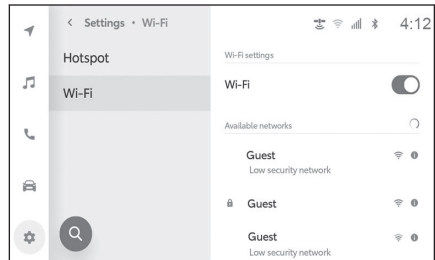 Settings • Wi-Fi
4:12
Hotspot
Wi-Fi
Wi-Fi settings
Wi-Fi
Available networks
Guest
Low security network
Guest
Guest
Low security network